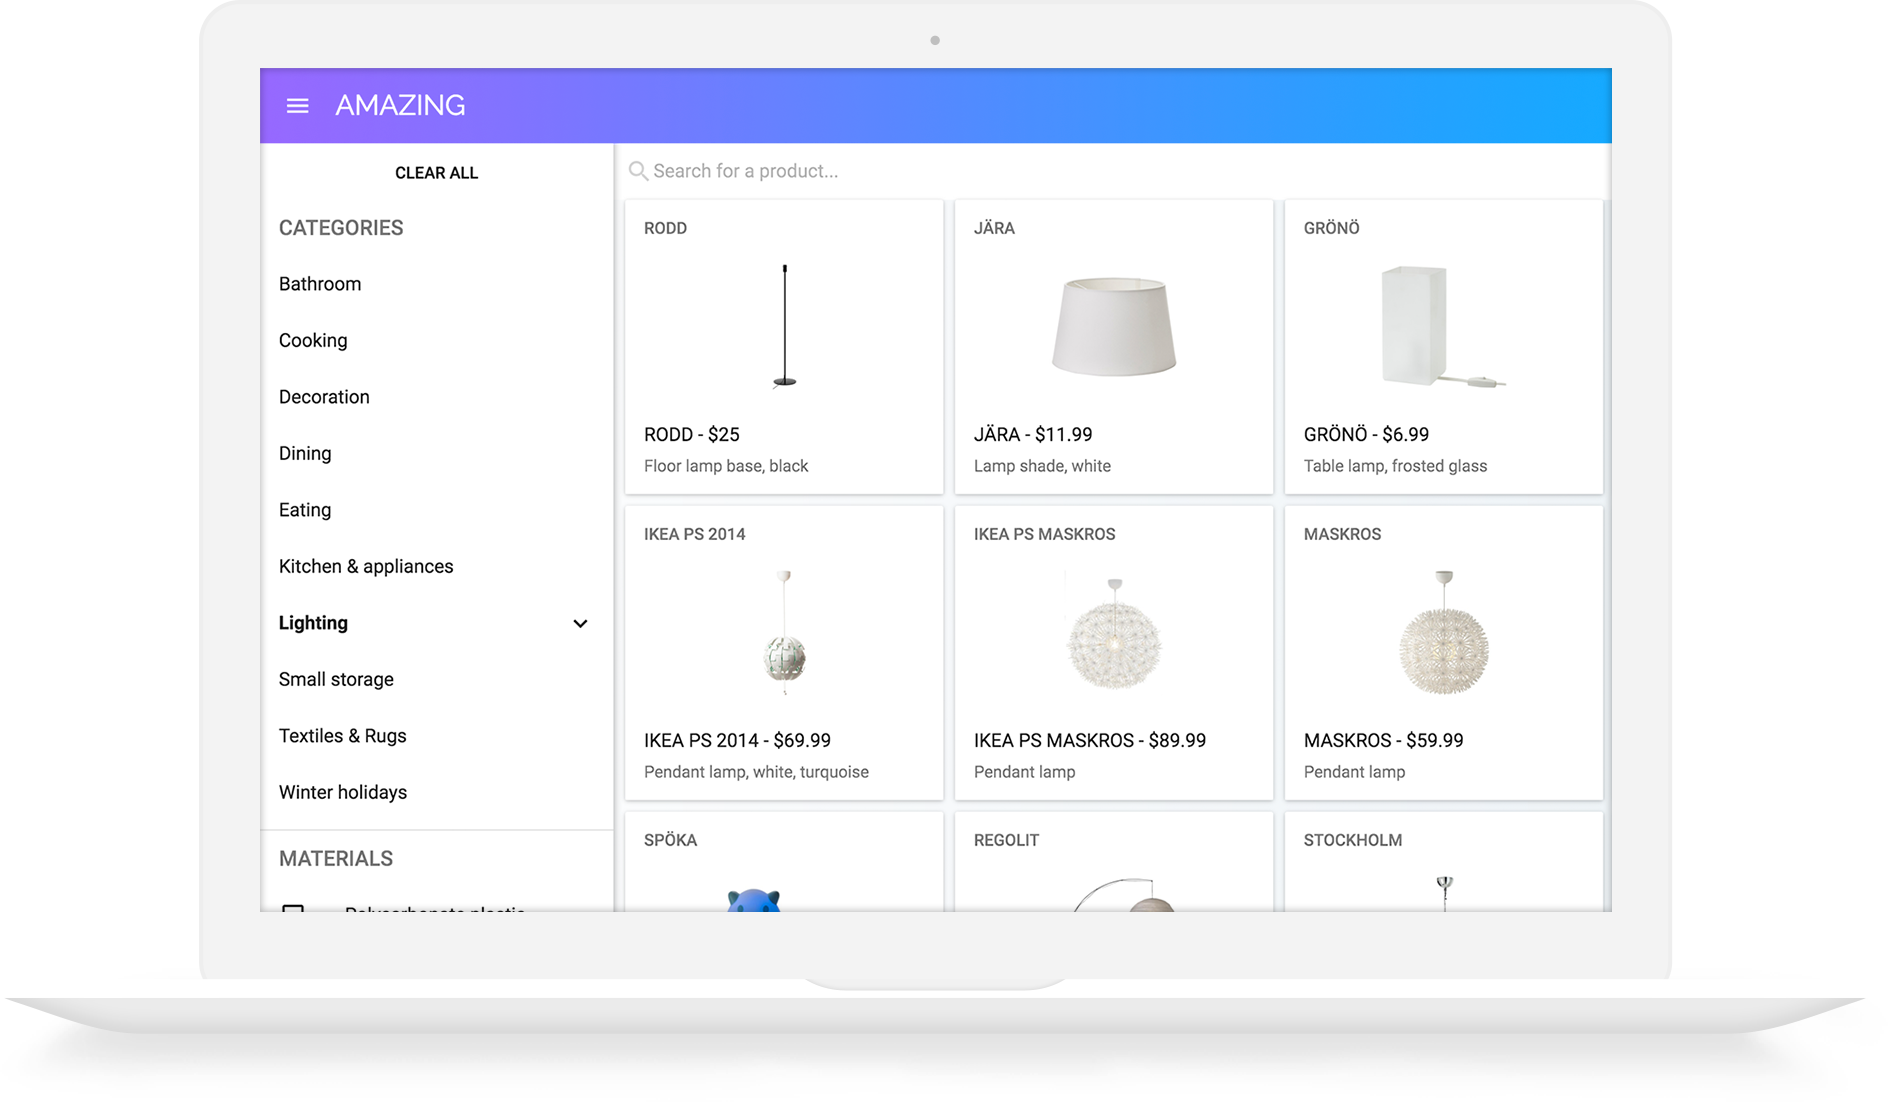 AMAZING
CLEAR ALL
CATEGORIES
Bathroom
Cooking
Decoration
Dining
Eating
Kitchen & appliances
Lighting
Small storage
Textiles & Rugs
Winter holidays
MATERIALS
Polycarbonate plastic
Search for a product...
RODD
RODD - $25
Floor lamp base, black
JÄRA
JÄRA - $11.99
Lamp shade, white
GRÖNÖ
GRÖNÖ - $6.99
Table lamp, frosted glass
IKEA PS 2014
IKEA PS 2014 - $69.99
Pendant lamp, white, turquoise
IKEA PS MASKROS
IKEA PS MASKROS - $89.99
Pendant lamp
MASKROS
MASKROS - $59.99
Pendant lamp
SPÖKA
REGOLIT
STOCKHOLM